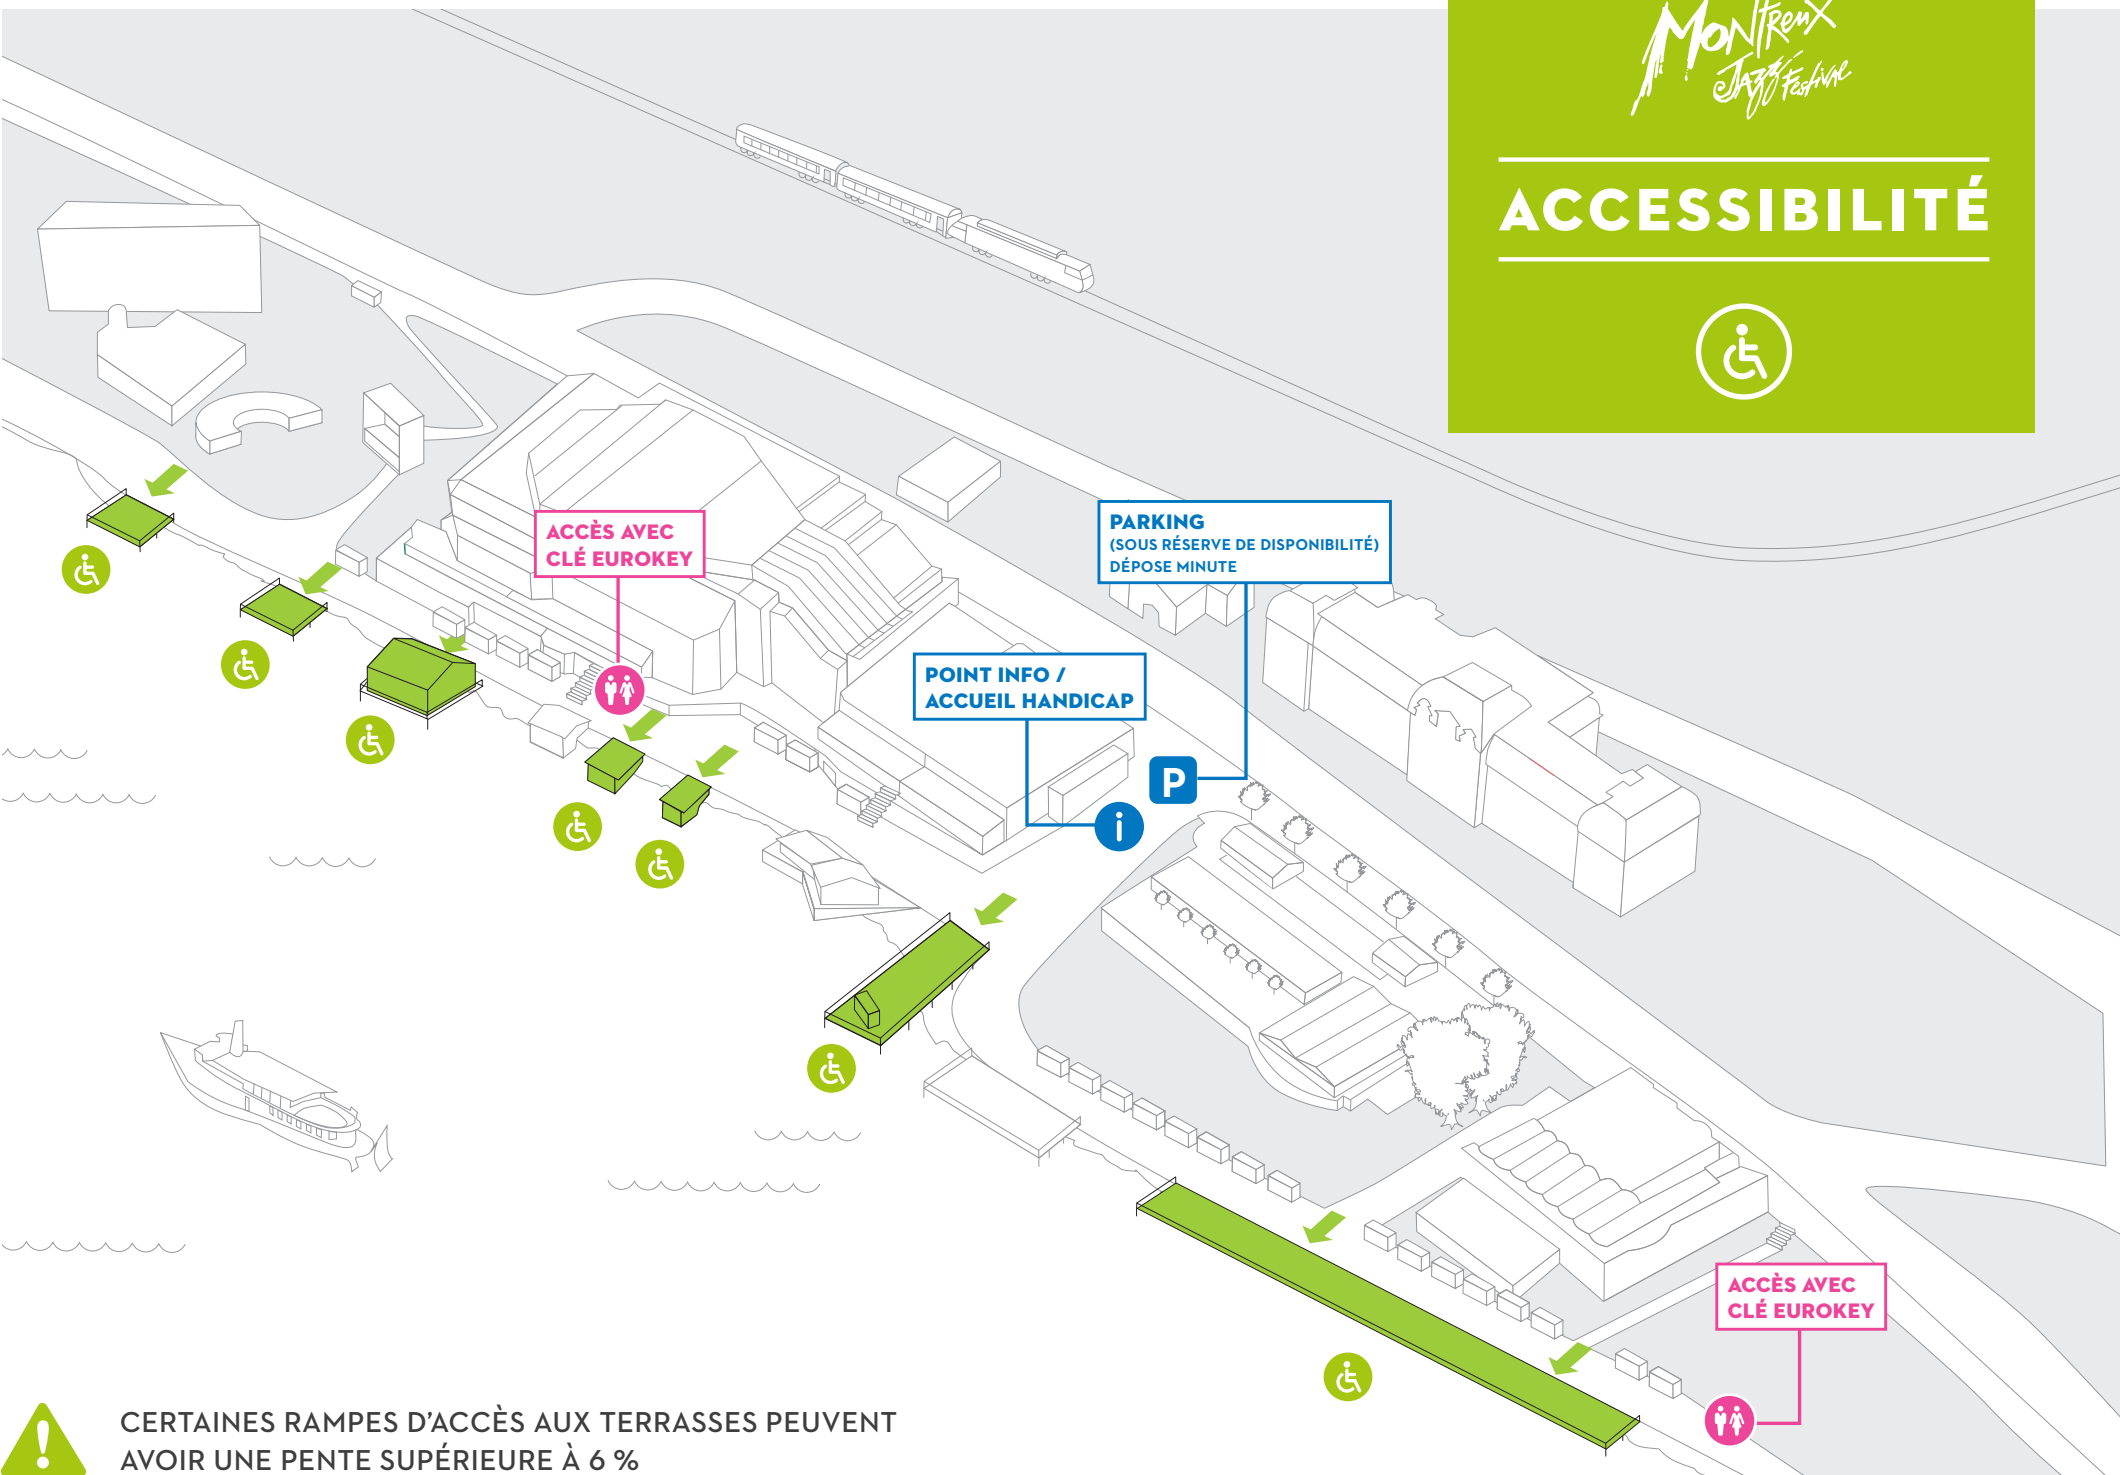 MONTREUX
JAZZ Festival
ACCESSIBILITÉ
ACCÈS AVEC
CLÉ EUROKEY
PARKING
(SOUS RÉSERVE DE DISPONIBILITÉ)
DÉPOSE MINUTE
POINT INFO /
ACCUEIL HANDICAP
P
i
ACCÈS AVEC
CLÉ EUROKEY
CERTAINES RAMPES D'ACCÈS AUX TERRASSES PEUVENT
AVOIR UNE PENTE SUPÉRIEURE À 6 %